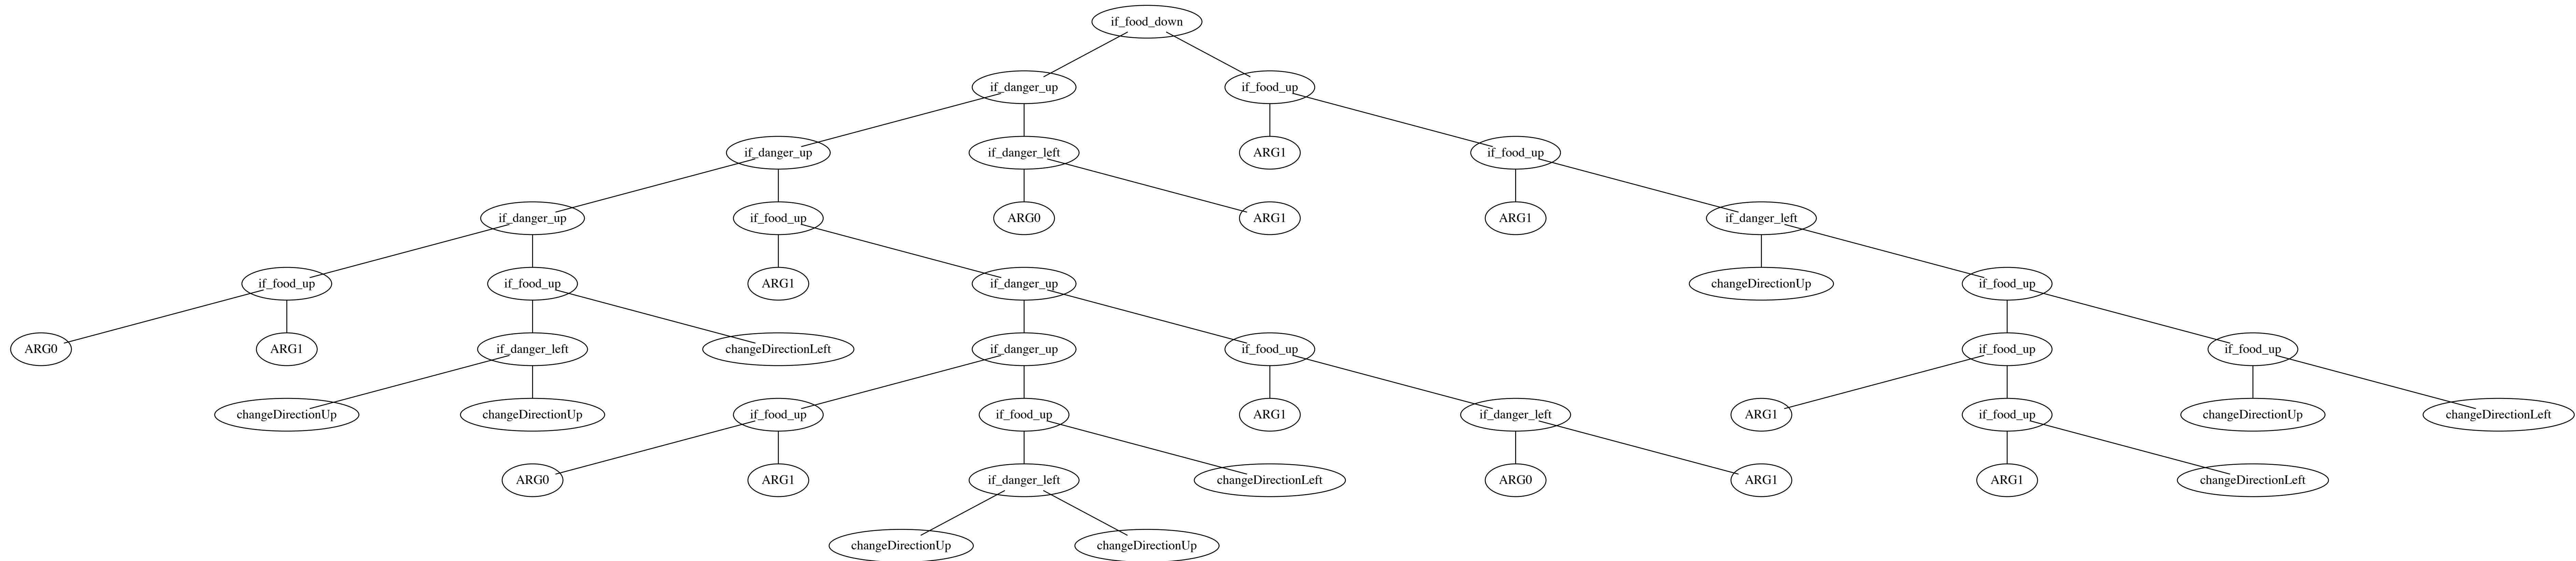 if_food_down
if_danger_up
if_food_up
if_danger_up
if_danger_left
ARG1
if_food_up
if_danger_up
if_food_up
ARG0
ARG1
ARG1
if_danger_left
if_food_up
if_food_up
ARG1
if_danger_up
changeDirectionUp
if_food_up
ARG0
ARG1
if_danger_left
changeDirectionLeft
if_danger_up
if_food_up
if_food_up
if_food_up
changeDirectionUp
changeDirectionUp
if_food_up
if_food_up
ARG1
if_danger_left
ARG1
if_food_up
changeDirectionUp
changeDirectionLeft
ARG0
ARG1
if_danger_left
changeDirectionLeft
ARG0
ARG1
ARG1
changeDirectionLeft
changeDirectionUp
changeDirectionUp